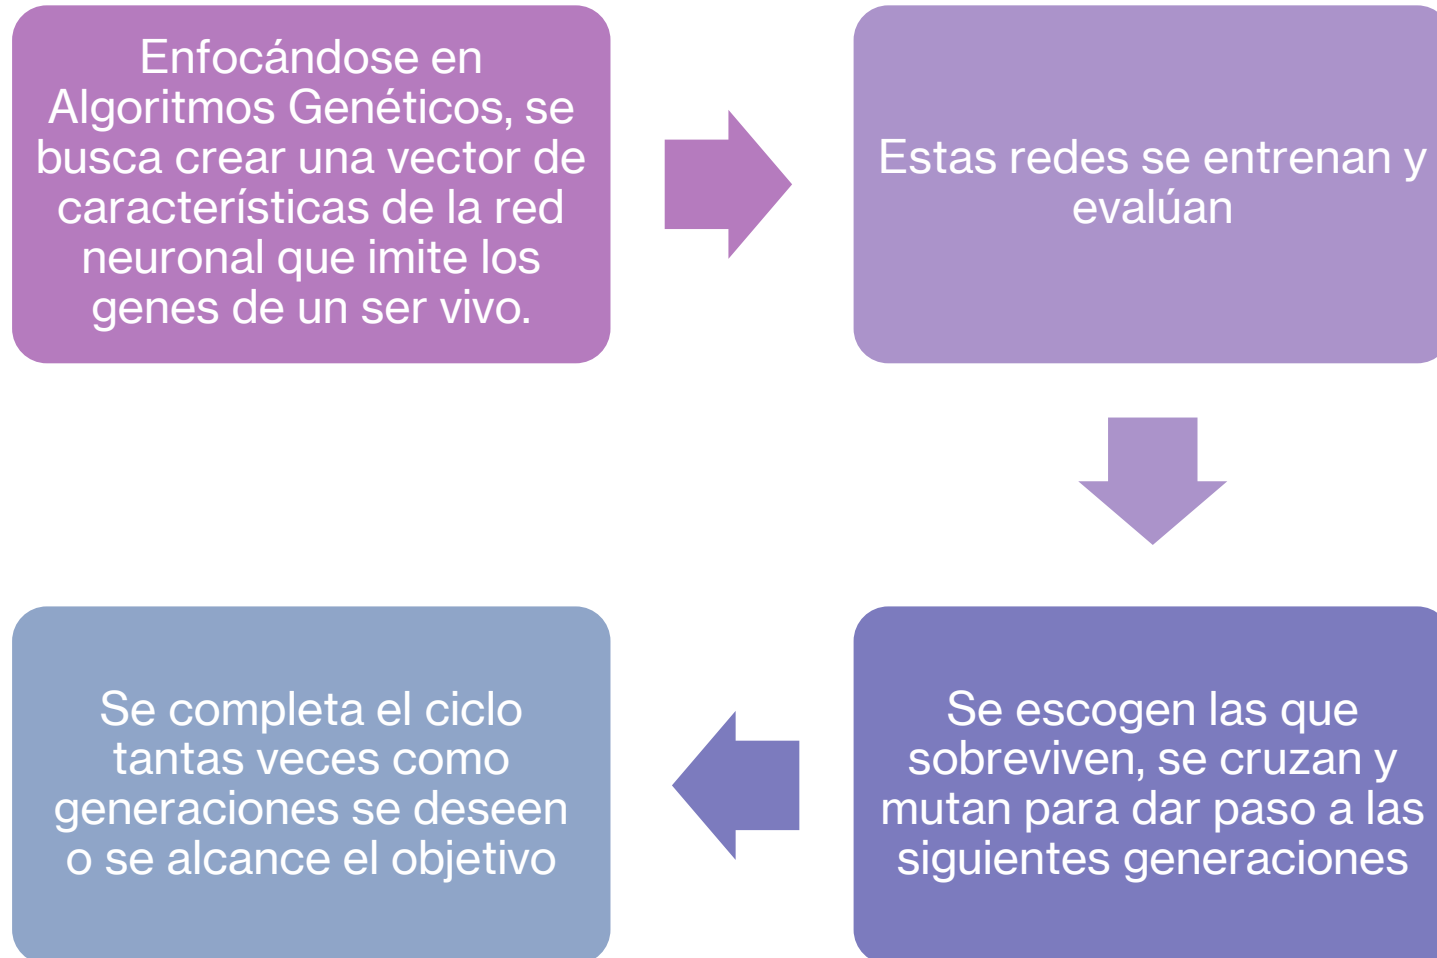 Enfocándose en
Algoritmos Genéticos, se
busca crear una vector de
características de la red
neuronal que imite los
genes de un ser vivo.
Estas redes se entrenan y
evalúan
Se escogen las que
sobreviven, se cruzan y
mutan para dar paso a las
siguientes generaciones
Se completa el ciclo
tantas veces como
generaciones se deseen
o se alcance el objetivo